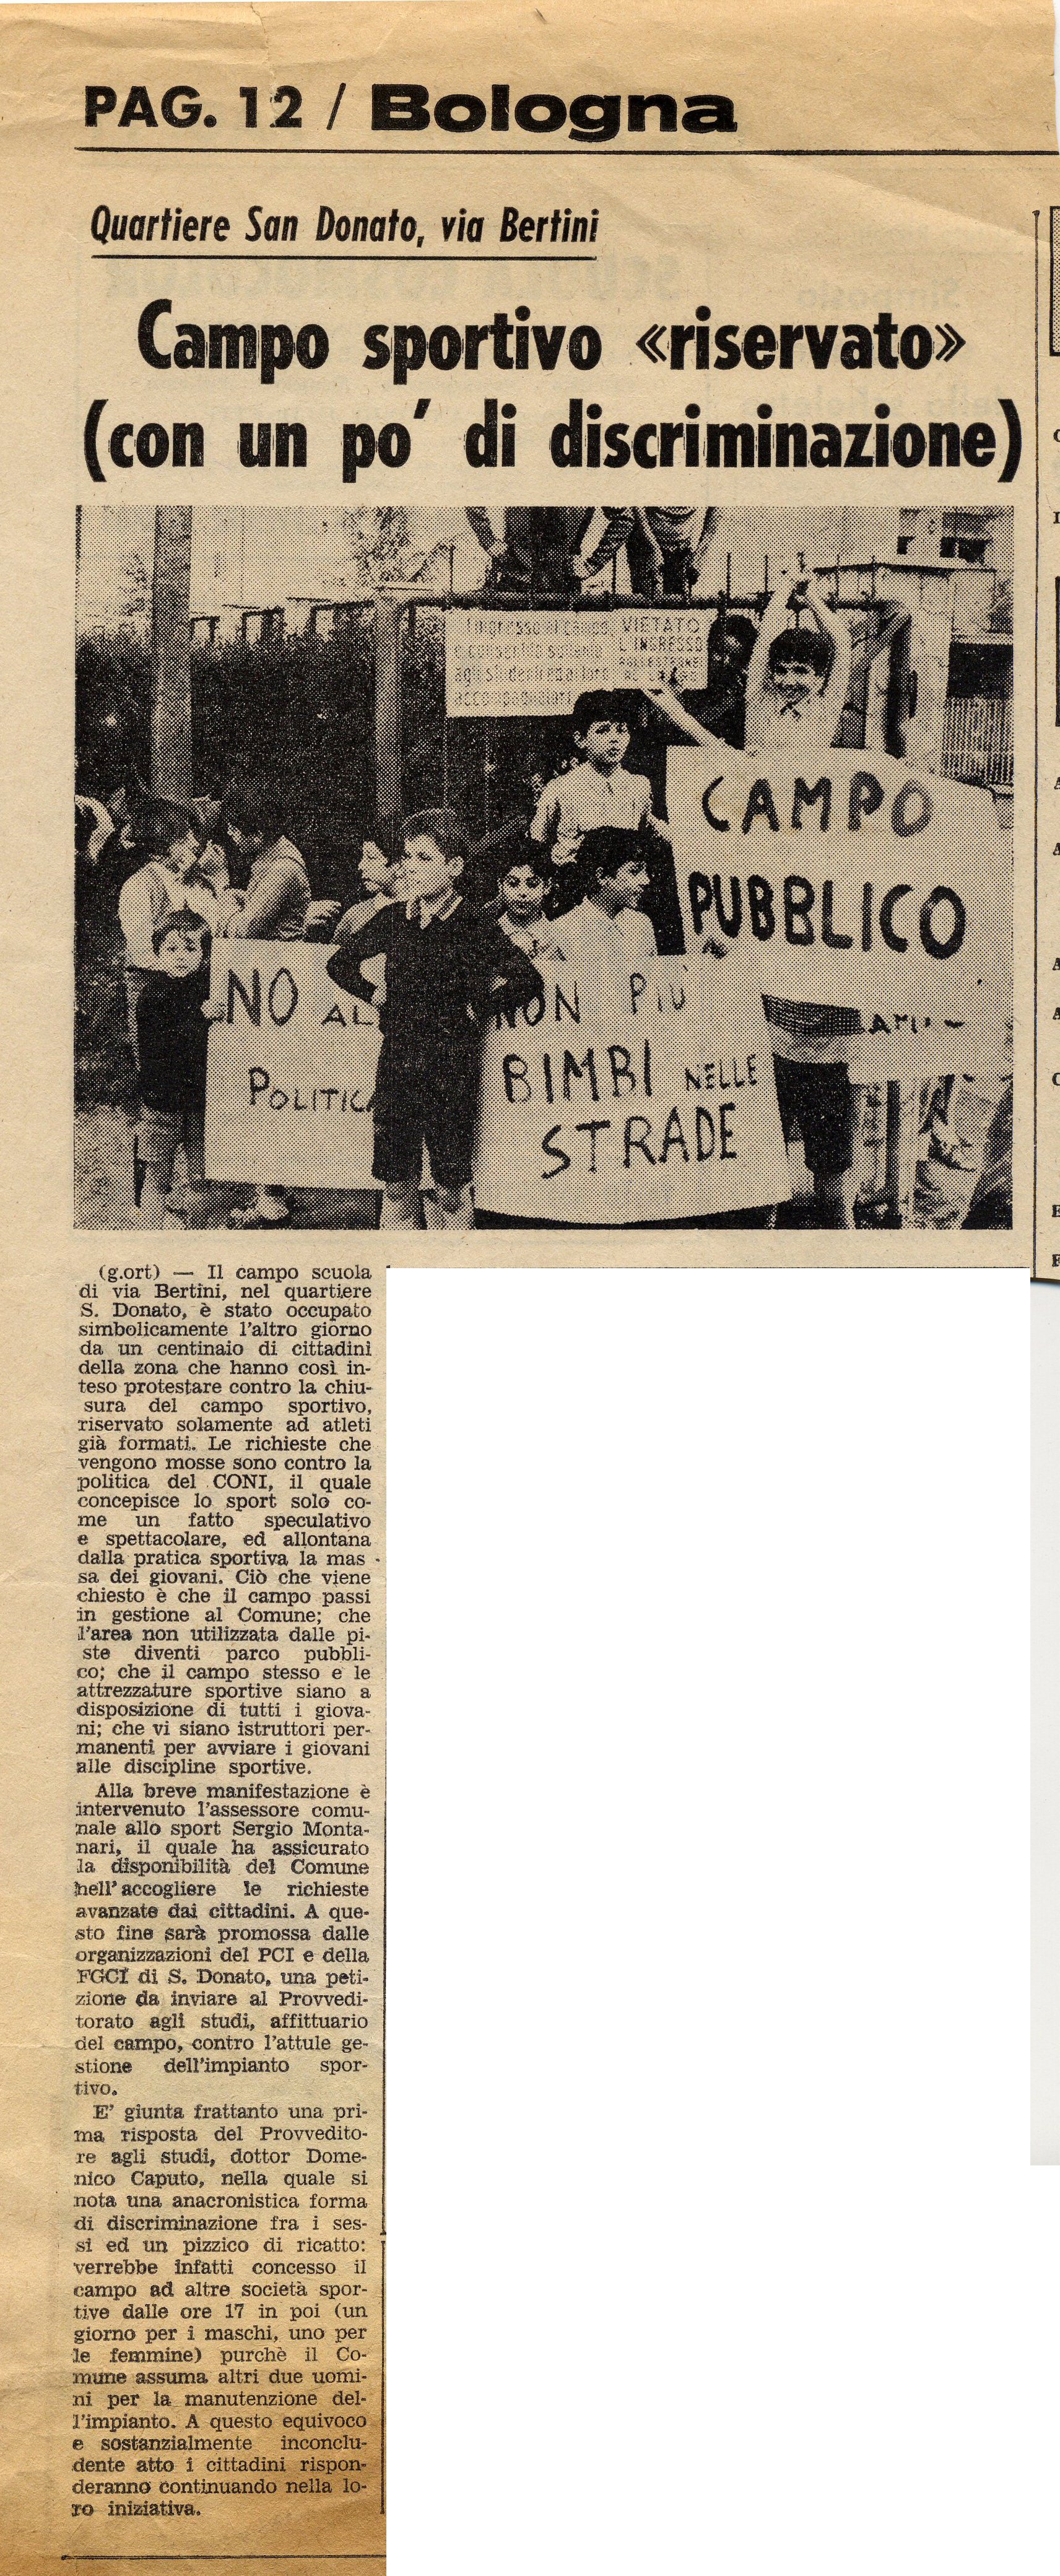 PAG. 12 / Bologna
Quartiere San Donato, via Bertini
Campo sportivo «riservato»
(con un po' di discriminazione)
Ingresso al campo
è consentito soltanto
agli studenti ed ai loro
accompagnatori
VIETATO
L'INGRESSO
CAMPO
PUBBLICO
NO AL
POLITICA
NON PIÙ
BIMBI NELLE
STRADE
(g.ort) — Il campo scuola
di via Bertini, nel quartiere
S. Donato, è stato occupato
simbolicamente l'altro giorno
da un centinaio di cittadini
della zona che hanno così in-
teso protestare contro la chiu-
sura del campo sportivo,
riservato solamente ad atleti
già formati. Le richieste che
vengono mosse sono contro la
politica del CONI, il quale
concepisce lo sport solo co-
me un fatto speculativo
e spettacolare, ed allontana
dalla pratica sportiva la mas-
sa dei giovani. Ciò che viene
chiesto è che il campo passi
in gestione al Comune; che
l'area non utilizzata dalle pi-
ste diventi parco pubbli-
co; che il campo stesso e le
attrezzature sportive siano a
disposizione di tutti i giova-
ni; che vi siano istruttori per-
manenti per avviare i giovani
alle discipline sportive.
Alla breve manifestazione è
intervenuto l'assessore comu-
nale allo sport Sergio Monta-
nari, il quale ha assicurato
la disponibilità del Comune
nell'accogliere le richieste
avanzate dai cittadini. A que-
sto fine sarà promossa dalle
organizzazioni del PCI e della
FGCI di S. Donato, una peti-
zione da inviare al Provvedi-
torato agli studi, affittuario
del campo, contro l'attule ge-
stione dell'impianto spor-
tivo.
E' giunta frattanto una pri-
ma risposta del Provvedito-
re agli studi, dottor Dome-
nico Caputo, nella quale si
nota una anacronistica forma
di discriminazione fra i ses-
si ed un pizzico di ricatto:
verrebbe infatti concesso il
campo ad altre società spor-
tive dalle ore 17 in poi (un
giorno per i maschi, uno per
le femmine) purchè il Co-
mune assuma altri due uomi-
ni per la manutenzione del-
l'impianto. A questo equivoco
e sostanzialmente inconclu-
dente atto i cittadini rispon-
deranno continuando nella lo-
ro iniziativa.